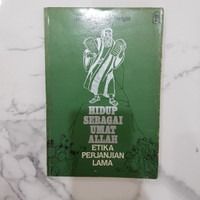 HIDUP
SEBAGAI
UMAT
ALLAH
ETIKA
PERJANJIAN
LAMA